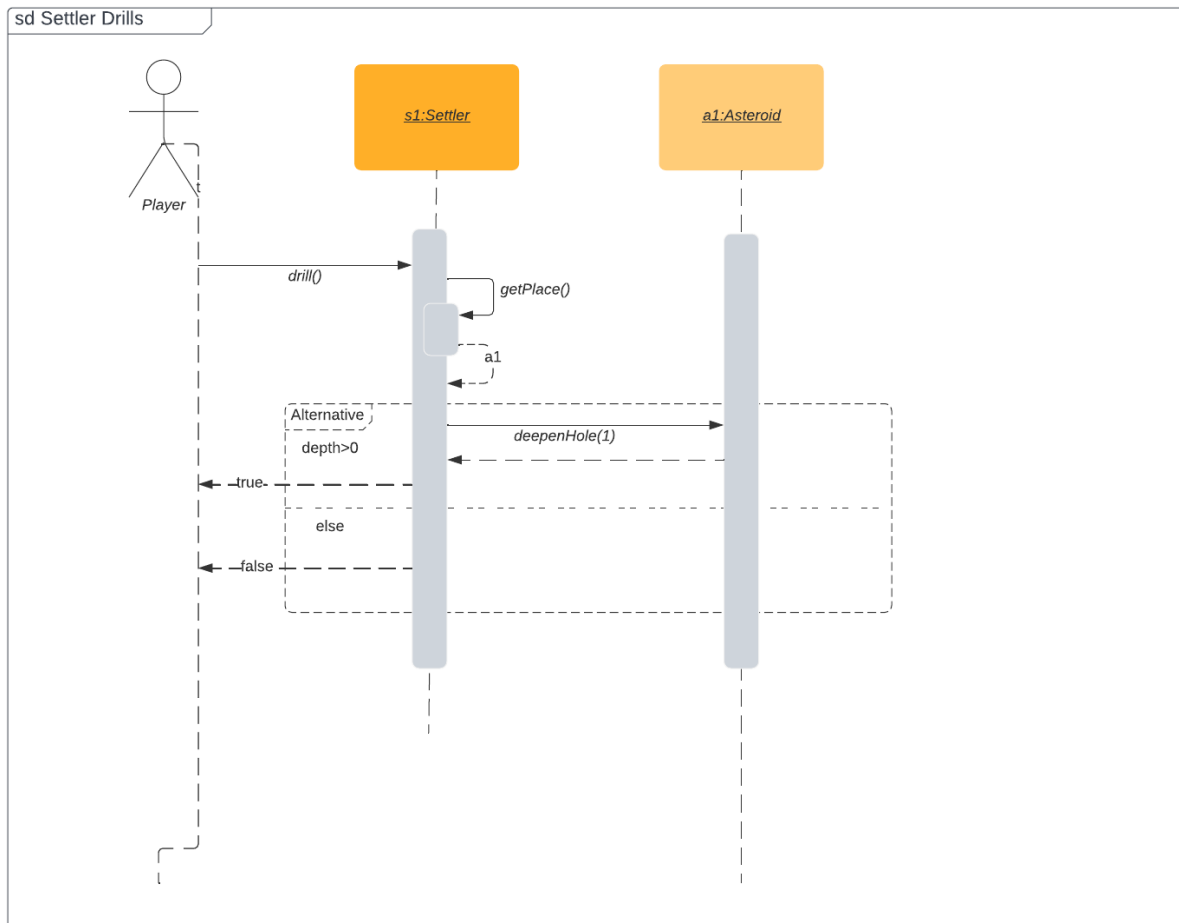 sd Settler Drills
s1:Settler
a1:Asteroid
t
Player
drill()
getPlace()
a1
Alternative
deepenHole(1)
depth>0
true
else
false